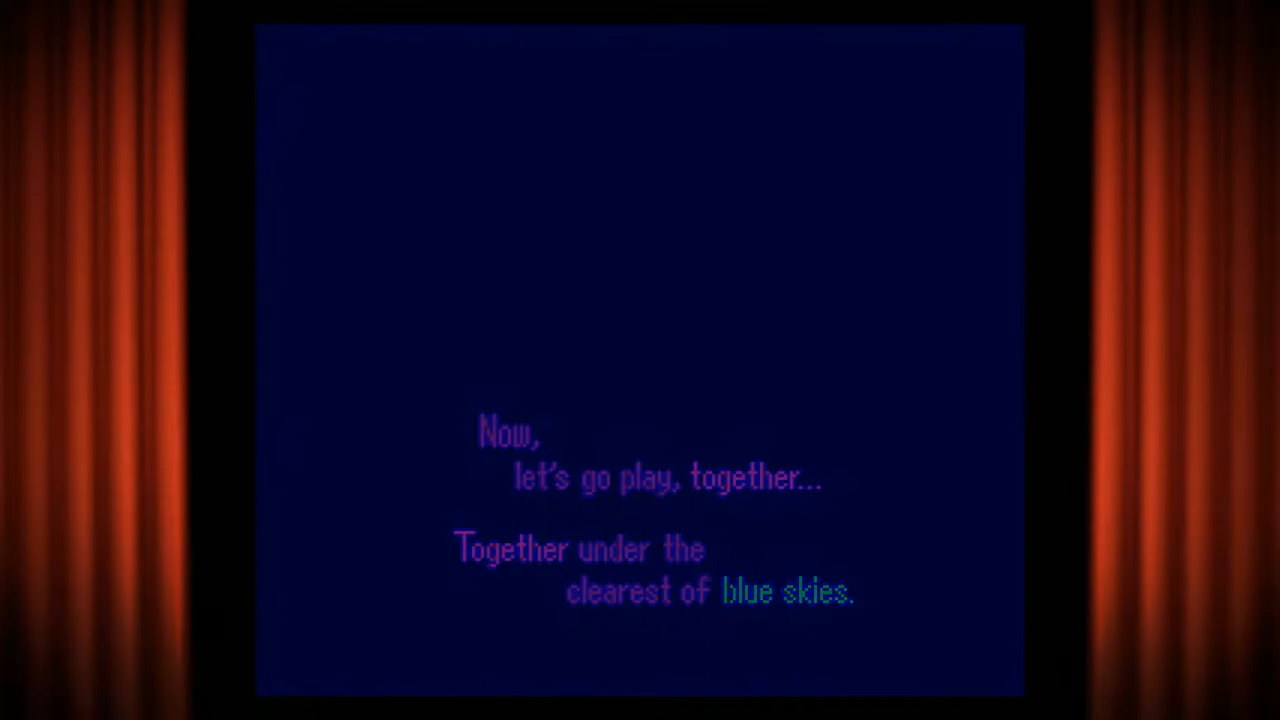 Now,
let's go play, together...
Together under the
clearest of blue skies.